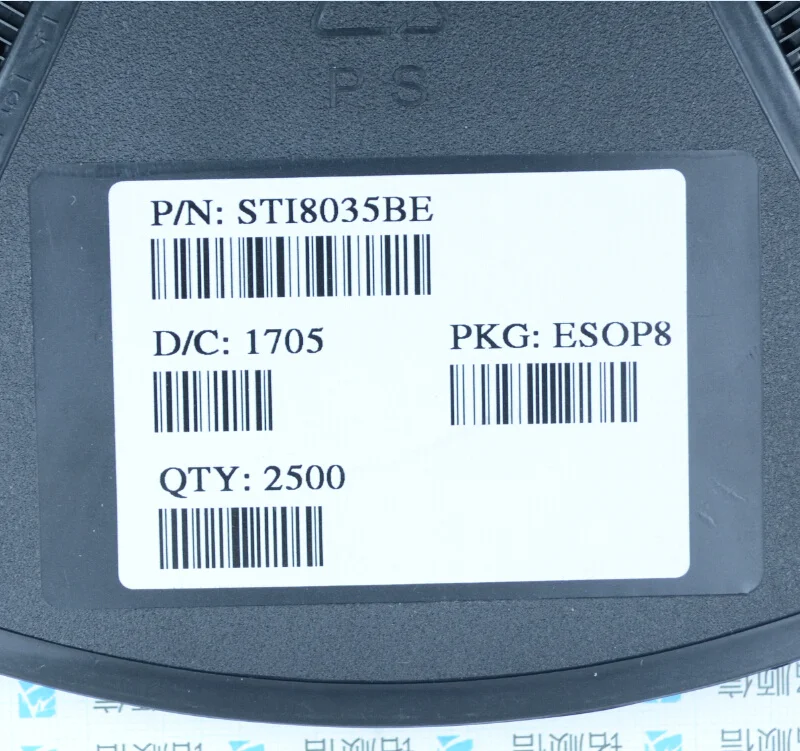 PS
P/N: STI8035BE
D/C: 1705
PKG: ESOP8
QTY: 2500